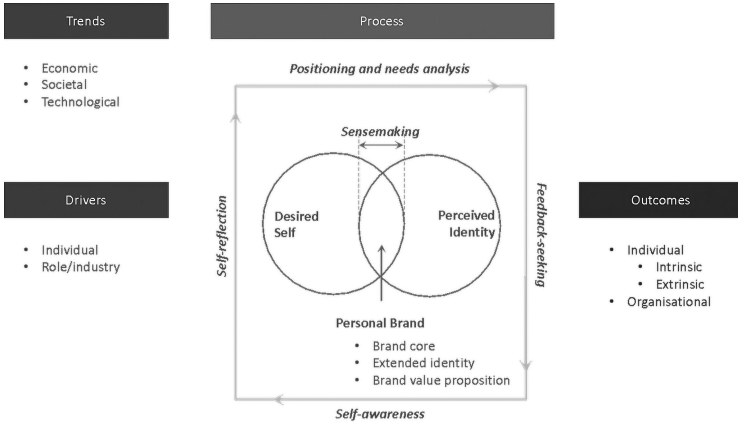 Trends
Economic
Societal
Technological
Drivers
Individual
Role/industry
Process
Positioning and needs analysis
Sensemaking
Desired
Self
Perceived
Identity
Self-reflection
Feedback-seeking
Personal Brand
Brand core
Extended identity
Brand value proposition
Self-awareness
Outcomes
Individual
Intrinsic
Extrinsic
Organisational